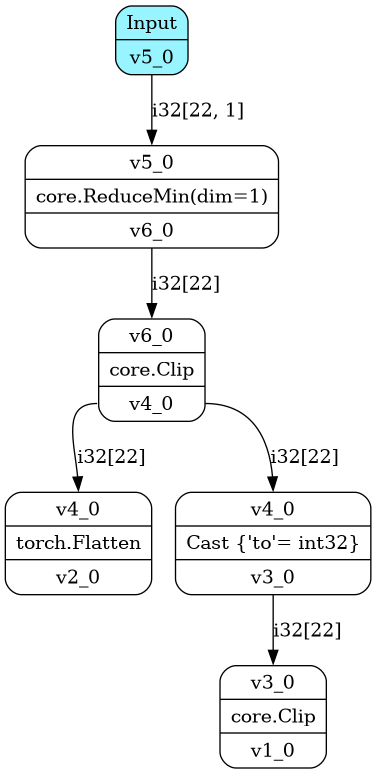 Input
v5_0
i32[22, 1]
v5_0
core.ReduceMin(dim=1)
v6_0
i32[22]
v6_0
core.Clip
v4_0
i32[22]
i32[22]
v4_0
torch.Flatten
v2_0
v4_0
Cast {'to'= int32}
v3_0
i32[22]
v3_0
core.Clip
v1_0